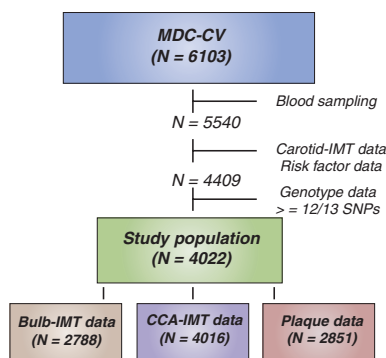 MDC-CV
(N = 6103)
Blood sampling
N = 5540
Carotid-IMT data
Risk factor data
N = 4409
Genotype data
> = 12/13 SNPs
Study population
(N = 4022)
Bulb-IMT data
(N = 2788)
CCA-IMT data
(N = 4016)
Plaque data
(N = 2851)